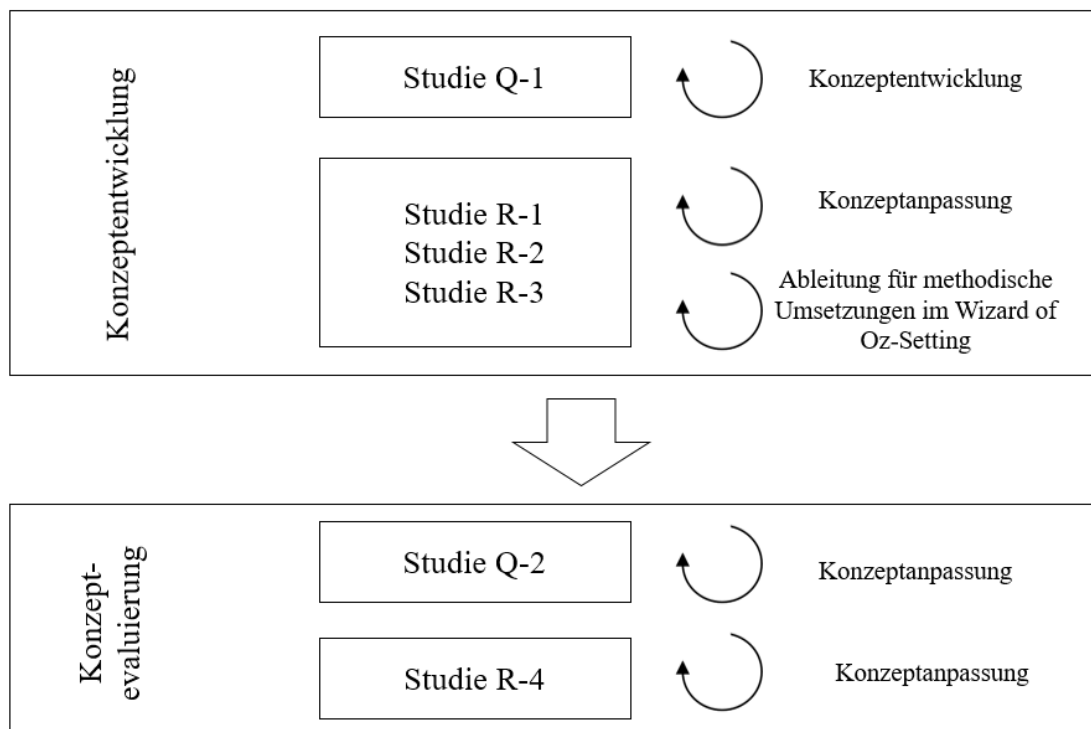 Konzeptentwicklung
Studie Q-1
Konzeptentwicklung
Studie R-1
Studie R-2
Studie R-3
Konzeptanpassung
Ableitung für methodische
Umsetzungen im Wizard of
Oz-Setting
Konzept-
evaluierung
Studie Q-2
Konzeptanpassung
Studie R-4
Konzeptanpassung